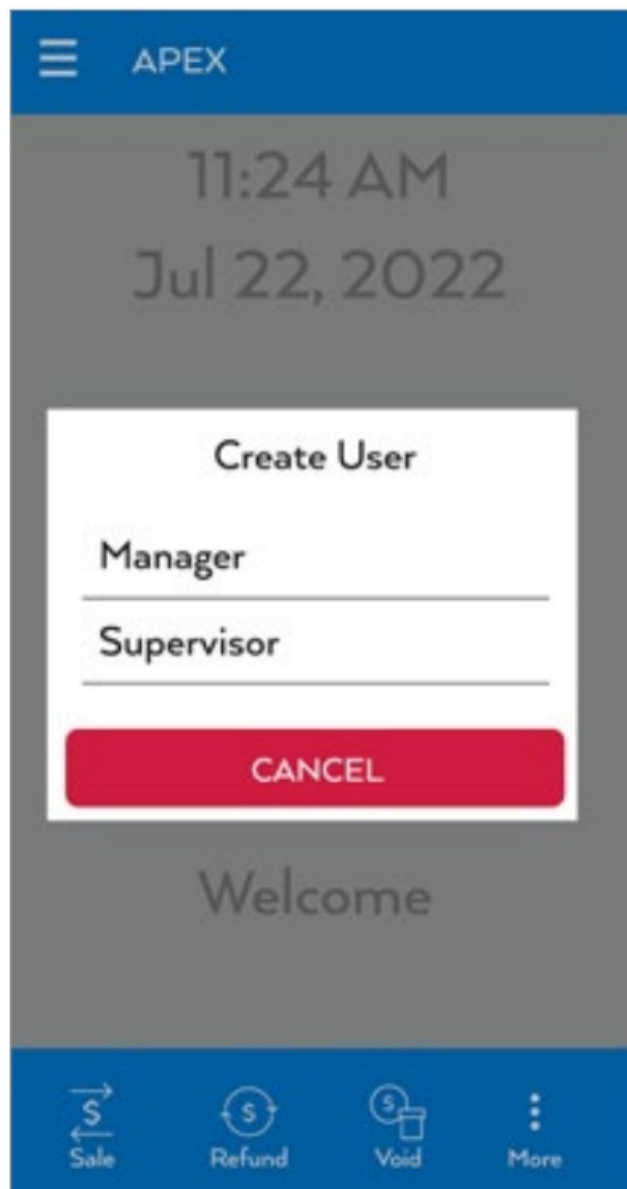 APEX
11:24 AM
Jul 22, 2022
Create User
Manager
Supervisor
CANCEL
Welcome
$ $ $
Sale Refund Void More